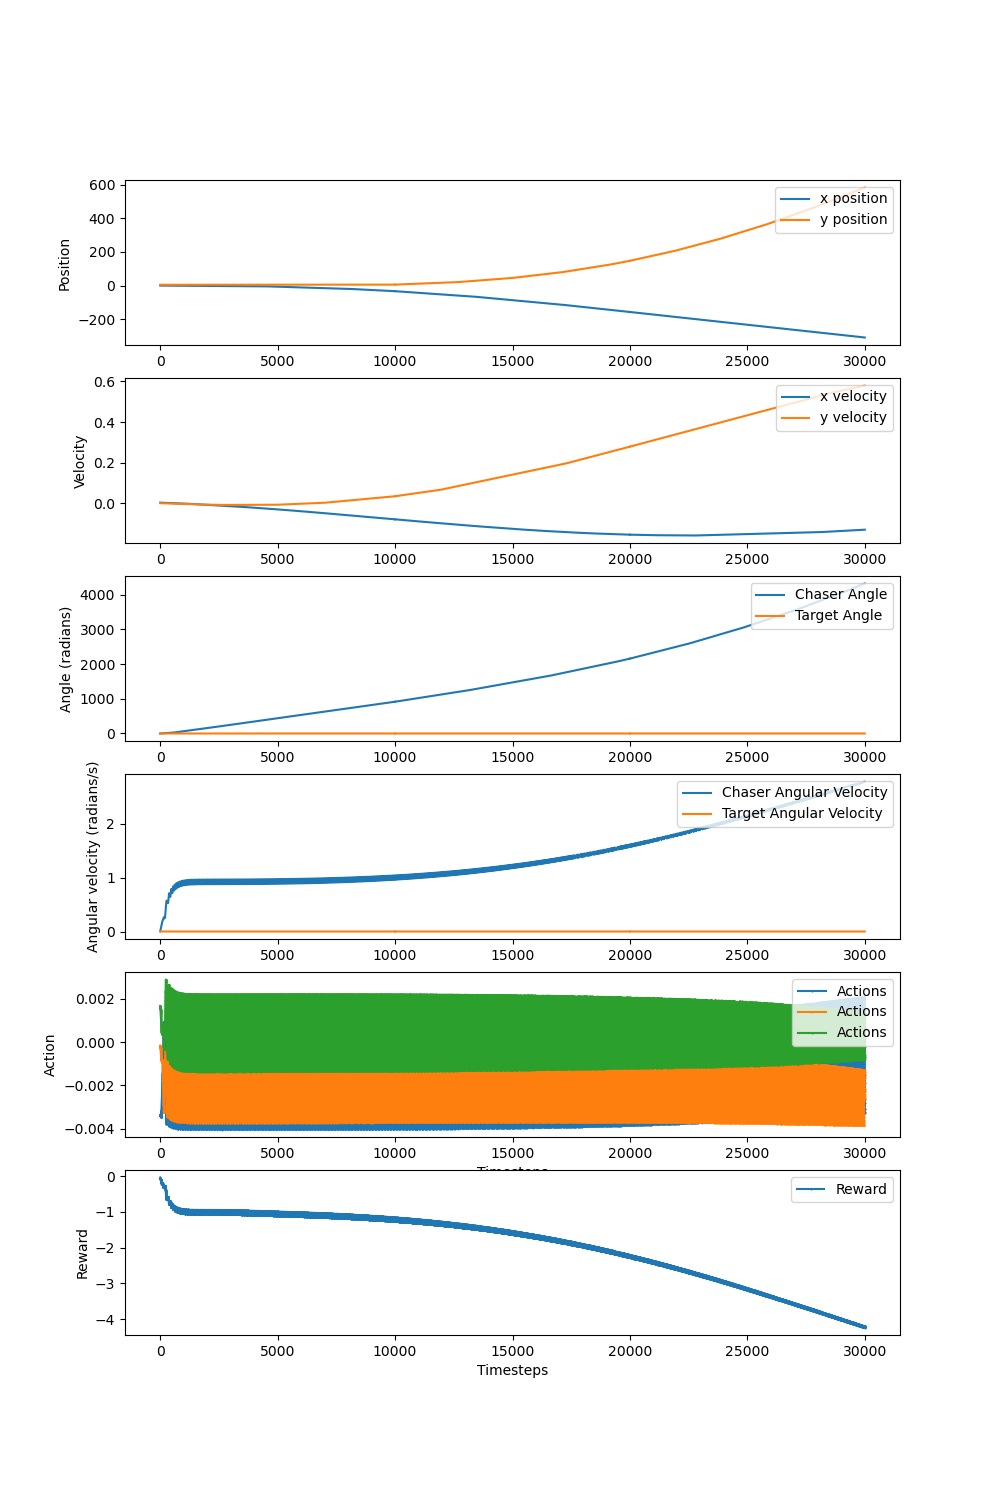 600
400
200
0
−200
Position
x position
y position
0 5000 10000 15000 20000 25000 30000
0.6
0.4
0.2
0.0
Velocity
x velocity
y velocity
0 5000 10000 15000 20000 25000 30000
4000
3000
2000
1000
0
Angle (radians)
Chaser Angle
Target Angle
0 5000 10000 15000 20000 25000 30000
2
1
0
Angular velocity (radians/s)
Chaser Angular Velocity
Target Angular Velocity
0 5000 10000 15000 20000 25000 30000
0.002
0.000
−0.002
−0.004
Action
Actions
Actions
Actions
0 5000 10000 15000 20000 25000 30000
Timesteps
0
−1
−2
−3
−4
Reward
Reward
0 5000 10000 15000 20000 25000 30000
Timesteps